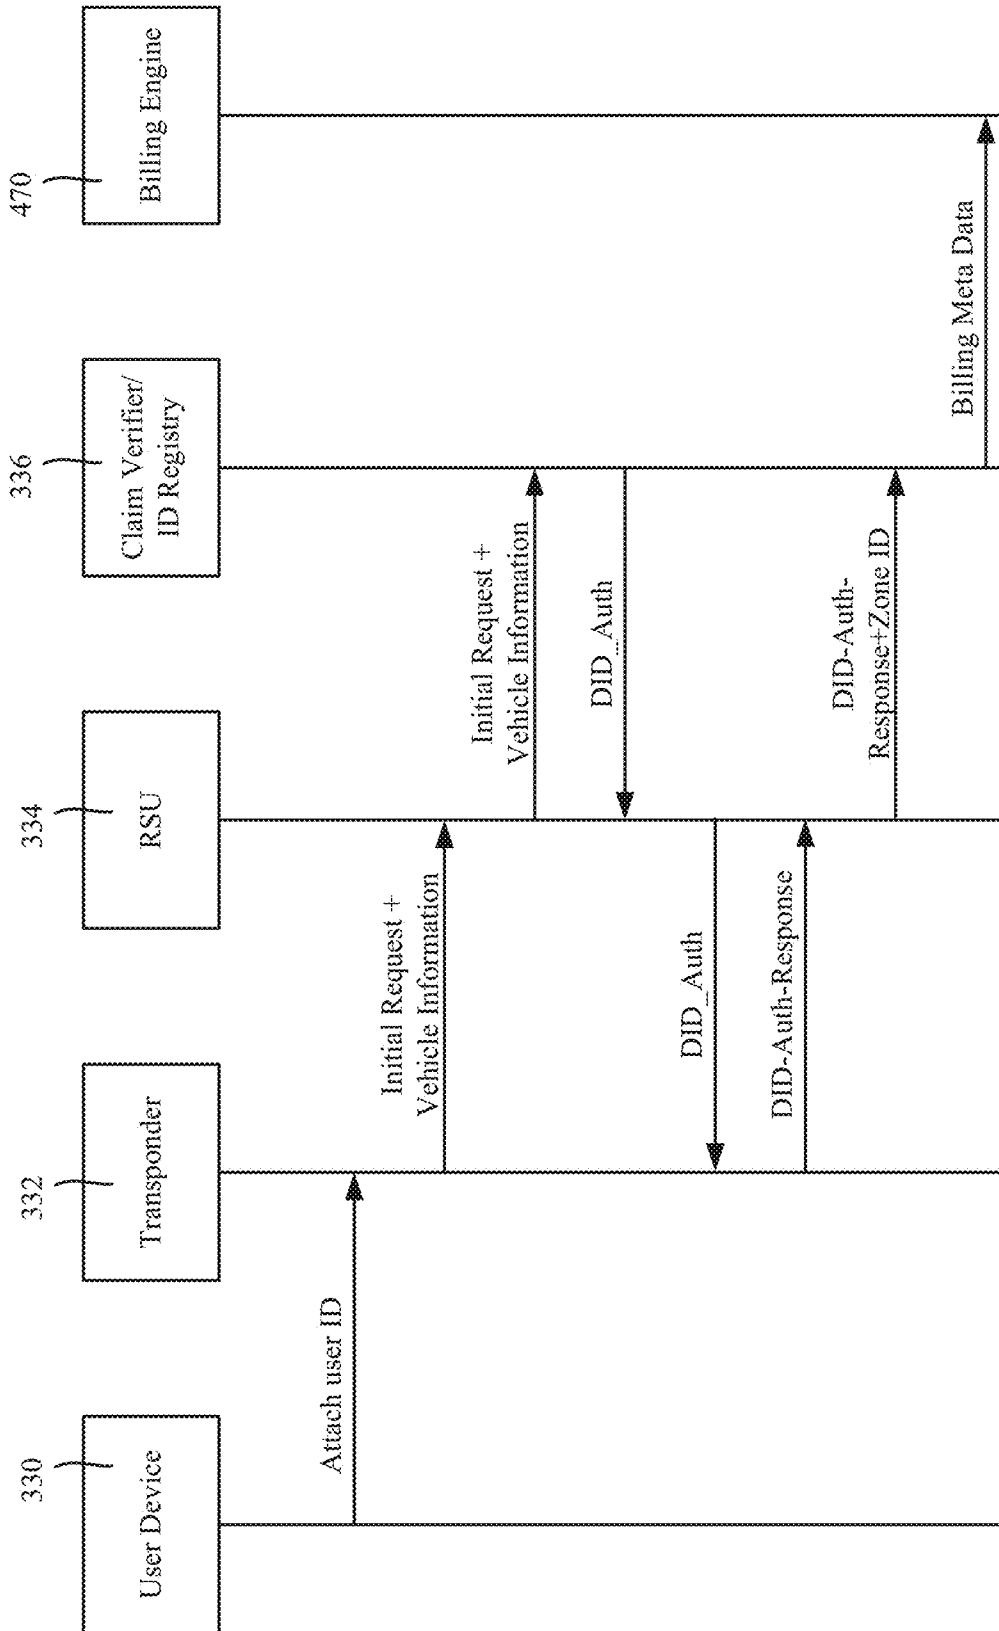 330
332
334
336
470
User Device
Transponder
RSU
Claim Verifier/
ID Registry
Billing Engine
Attach user ID
Initial Request +
Vehicle Information
Initial Request +
Vehicle Information
DID_Auth
DID_Auth
DID-Auth-Response
DID-Auth-
Response+Zone ID
Billing Meta Data